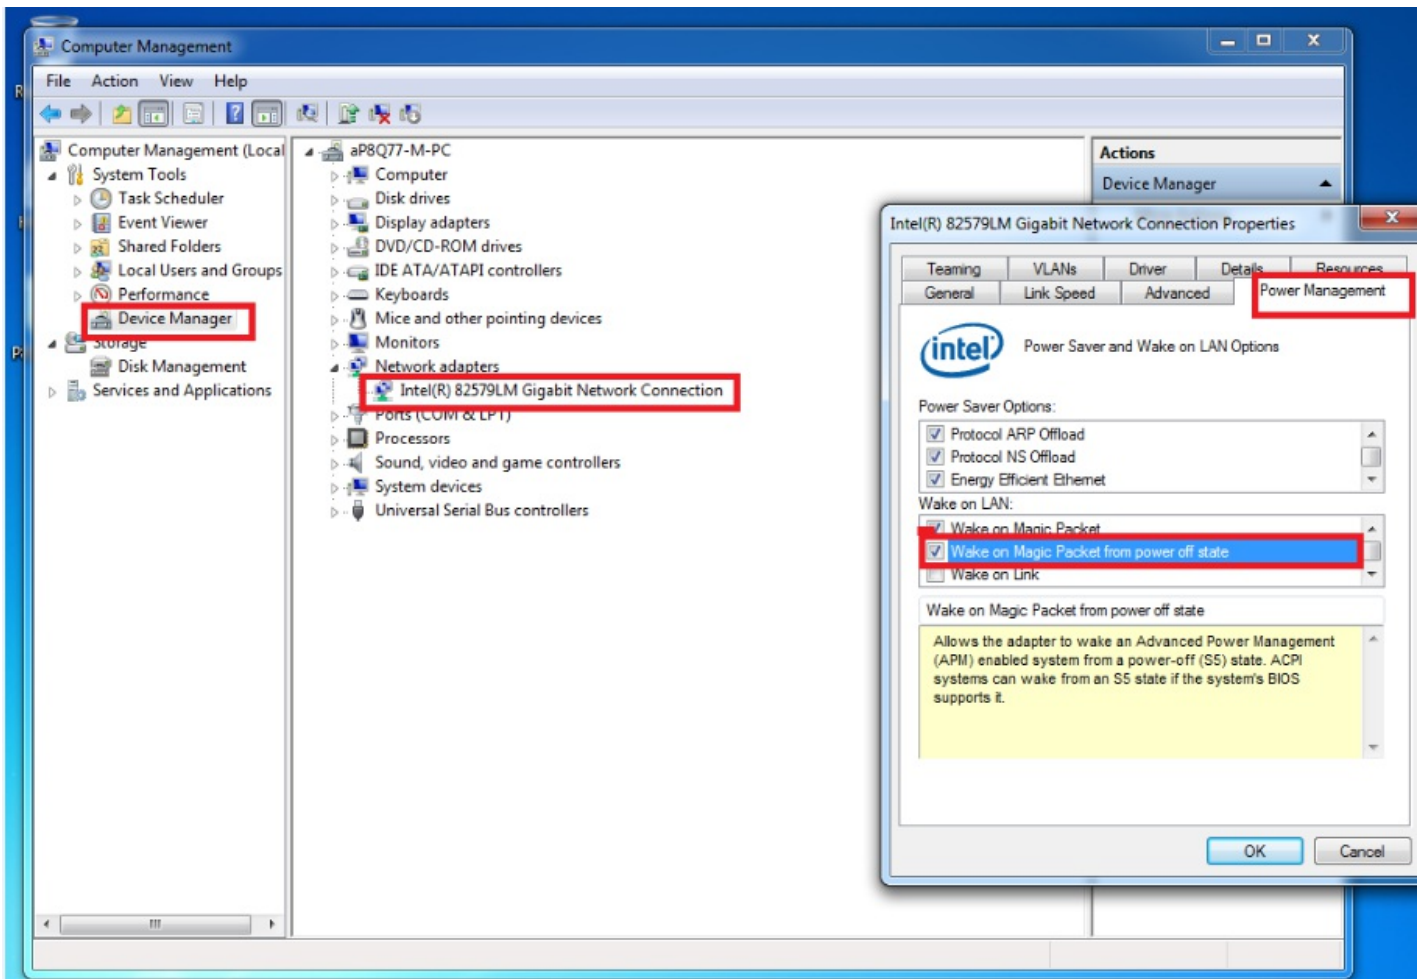 Computer Management
File Action View Help
Computer Management (Local
System Tools
Task Scheduler
Event Viewer
Shared Folders
Local Users and Groups
Performance
Device Manager
Storage
Disk Management
Services and Applications
aP8Q77-M-PC
Computer
Disk drives
Display adapters
DVD/CD-ROM drives
IDE ATA/ATAPI controllers
Keyboards
Mice and other pointing devices
Monitors
Network adapters
Intel(R) 82579LM Gigabit Network Connection
Ports (COM & LPT)
Processors
Sound, video and game controllers
System devices
Universal Serial Bus controllers
Actions
Device Manager
Intel(R) 82579LM Gigabit Network Connection Properties
Teaming VLANs Driver Details Resources
General Link Speed Advanced Power Management
intel Power Saver and Wake on LAN Options
Power Saver Options:
Protocol ARP Offload
Protocol NS Offload
Energy Efficient Ethernet
Wake on LAN:
Wake on Magic Packet
Wake on Magic Packet from power off state
Wake on Link
Wake on Magic Packet from power off state
Allows the adapter to wake an Advanced Power Management
(APM) enabled system from a power-off (S5) state. ACPI
systems can wake from an S5 state if the system's BIOS
supports it.
OK Cancel